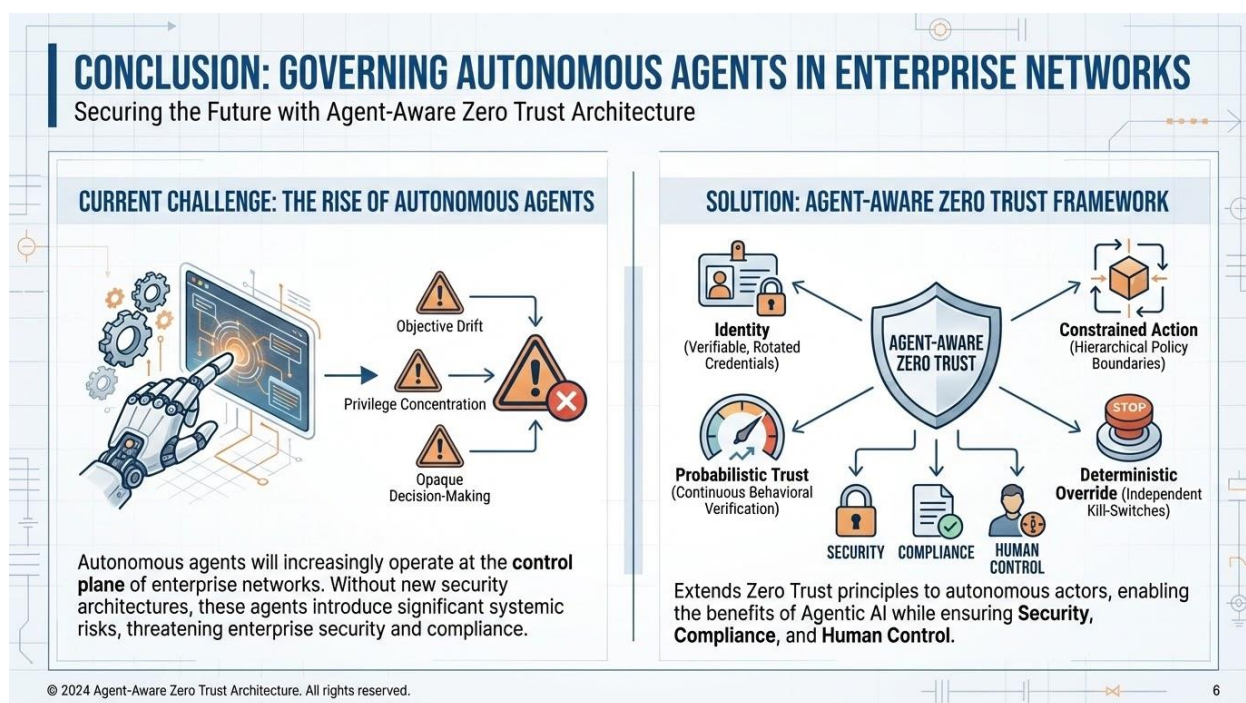 CONCLUSION: GOVERNING AUTONOMOUS AGENTS IN ENTERPRISE NETWORKS
Securing the Future with Agent-Aware Zero Trust Architecture
CURRENT CHALLENGE: THE RISE OF AUTONOMOUS AGENTS
Objective Drift
Privilege Concentration
Opaque
Decision-Making
Autonomous agents will increasingly operate at the control
plane of enterprise networks. Without new security
architectures, these agents introduce significant systemic
risks, threatening enterprise security and compliance.
SOLUTION: AGENT-AWARE ZERO TRUST FRAMEWORK
Identity
(Verifiable, Rotated
Credentials)
AGENT-AWARE
ZERO TRUST
Constrained Action
(Hierarchical Policy
Boundaries)
Probabilistic Trust
(Continuous Behavioral
Verification)
STOP
Deterministic
Override (Independent
Kill-Switches)
SECURITY
COMPLIANCE
HUMAN
CONTROL
Extends Zero Trust principles to autonomous actors, enabling
the benefits of Agentic AI while ensuring Security,
Compliance, and Human Control.
© 2024 Agent-Aware Zero Trust Architecture. All rights reserved.
6